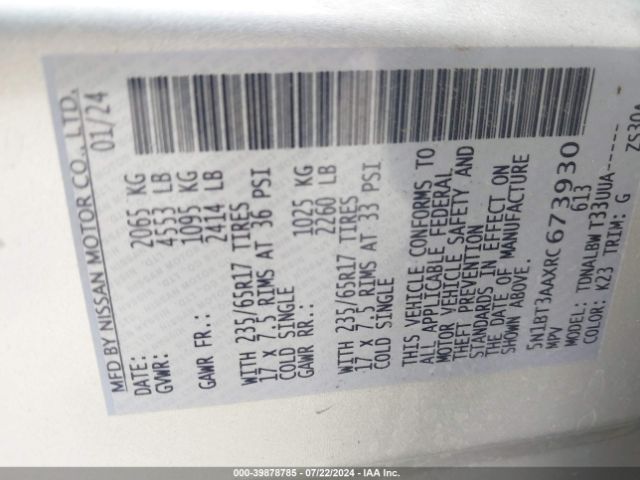 MFD BY NISSAN MOTOR CO., LTD.
DATE: 01/24
GVWR: 2065 KG
4553 LB
GAWR FR.: 1095 KG
2414 LB
WITH 235/65R17 TIRES
17 X 7.5 RIMS AT 36 PSI
COLD SINGLE
GAWR RR.: 1025 KG
2260 LB
WITH 235/65R17 TIRES
17 X 7.5 RIMS AT 33 PSI
COLD SINGLE
THIS VEHICLE CONFORMS TO
ALL APPLICABLE FEDERAL
MOTOR VEHICLE SAFETY AND
THEFT PREVENTION
STANDARDS IN EFFECT ON
THE DATE OF MANUFACTURE
SHOWN ABOVE.
5N1BT3AAXRC673930
MPV 613
MODEL: TDNALBW T33UUA------
COLOR: K23 TRIM: G
ZS300
000-39878785 - 07/22/2024 - IAA Inc.